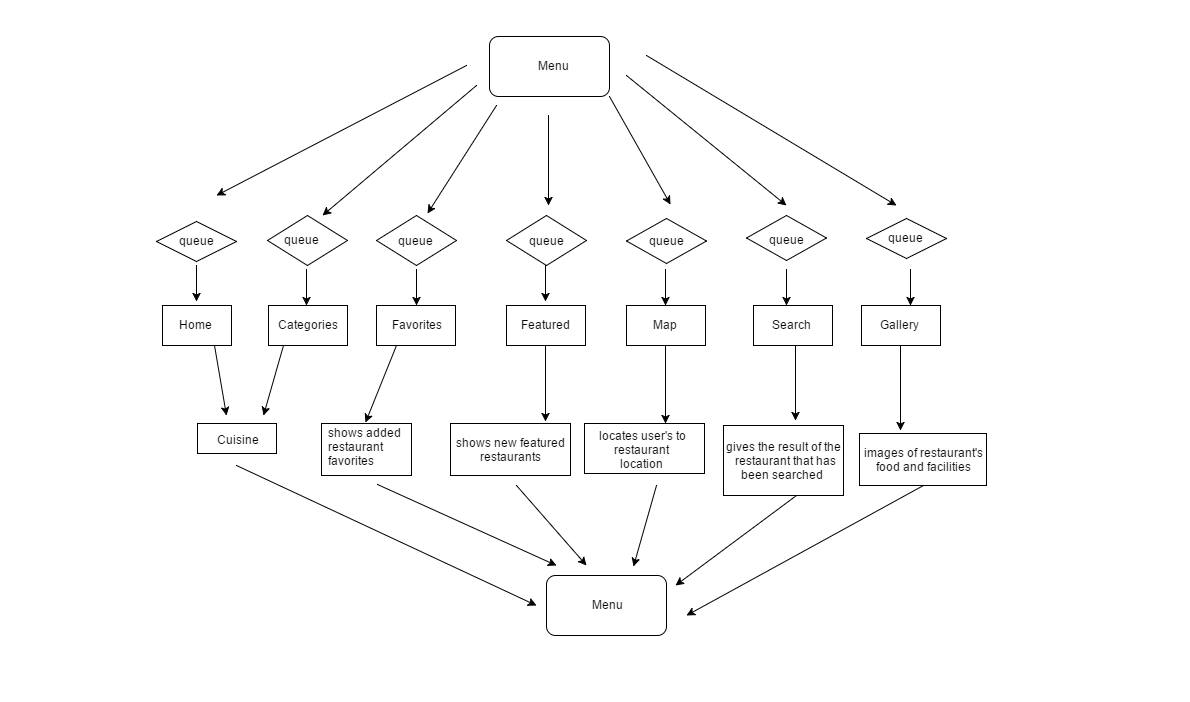 Menu
queue
queue
queue
queue
queue
queue
queue
Home
Categories
Favorites
Featured
Map
Search
Gallery
Cuisine
shows added
restaurant
favorites
shows new featured
restaurants
locates user's to
restaurant
location
gives the result of the
restaurant that has
been searched
images of restaurant's
food and facilities
Menu